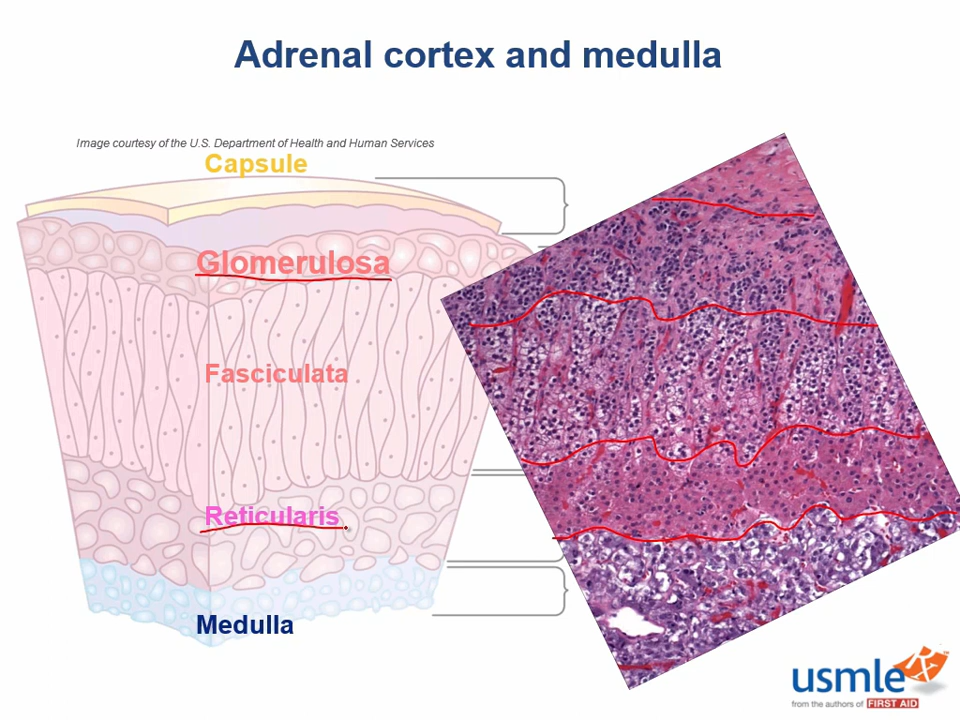 Adrenal cortex and medulla
Image courtesy of the U.S. Department of Health and Human Services
Capsule
Glomerulosa
Fasciculata
Reticularis
Medulla
usmle
from the authors of FIRST AID